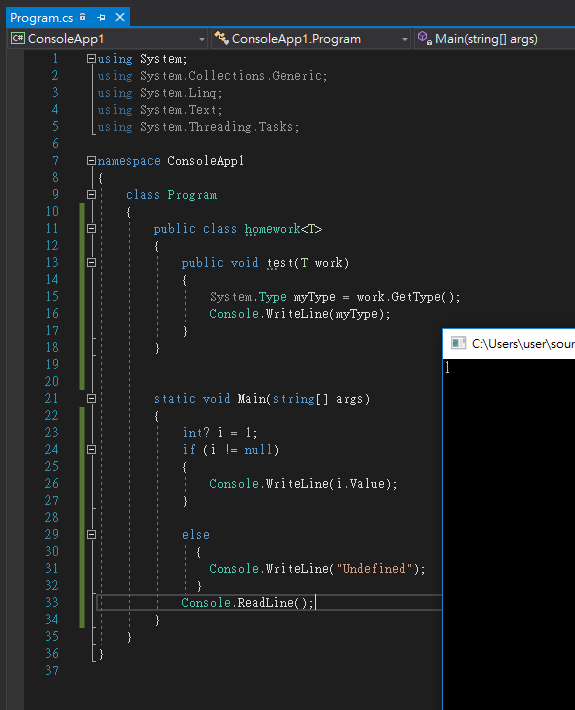 Program.cs
ConsoleApp1
ConsoleApp1.Program
Main(string[] args)
1 using System;
2 using System.Collections.Generic;
3 using System.Linq;
4 using System.Text;
5 using System.Threading.Tasks;
6
7 namespace ConsoleApp1
8 {
9 class Program
10 {
11 public class homework<T>
12 {
13 public void test(T work)
14 {
15 System.Type myType = work.GetType();
16 Console.WriteLine(myType);
17 }
18 }
19
20
21 static void Main(string[] args)
22 {
23 int? i = 1;
24 if (i != null)
25 {
26 Console.WriteLine(i.Value);
27 }
28
29 else
30 {
31 Console.WriteLine("Undefined");
32 }
33 Console.ReadLine();
34 }
35 }
36 }
37
C:\Users\user\sour
1